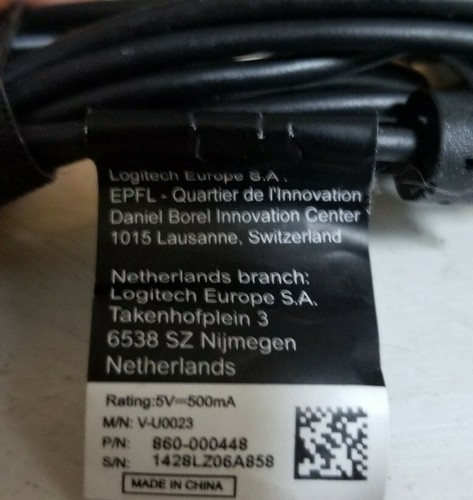 Logitech Europe S.A.
EPFL - Quartier de l'Innovation
Daniel Borel Innovation Center
1015 Lausanne, Switzerland
Netherlands branch:
Logitech Europe S.A.
Takenhofplein 3
6538 SZ Nijmegen
Netherlands
Rating:5V⎓500mA
M/N: V-U0023
P/N: 860-000448
S/N: 1428LZ06A858
MADE IN CHINA